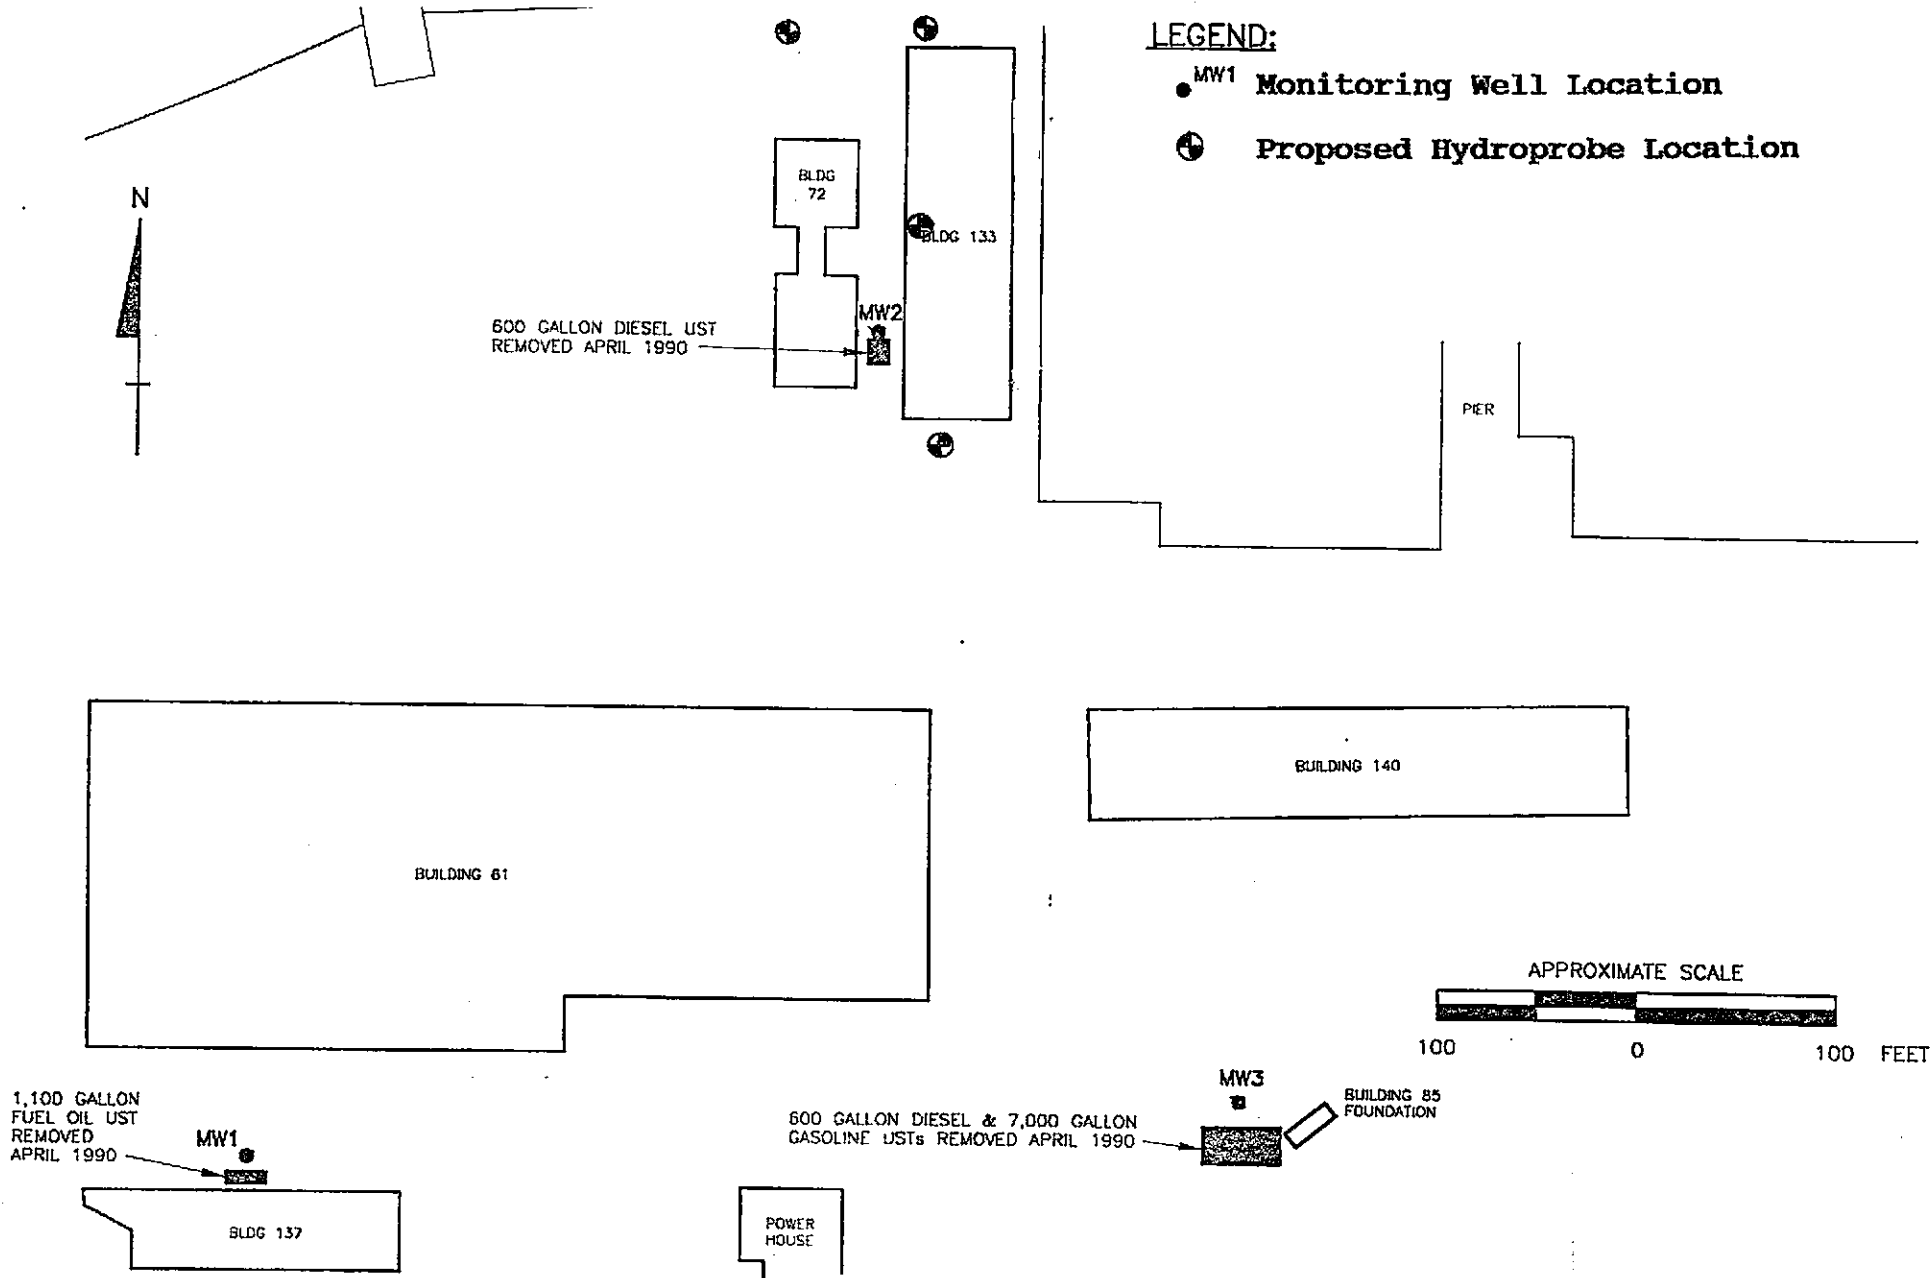 LEGEND:
MW1 Monitoring Well Location
Proposed Hydroprobe Location
N
BLDG
72
BLDG 133
MW2
600 GALLON DIESEL UST
REMOVED APRIL 1990
PIER
BUILDING 61
BUILDING 140
APPROXIMATE SCALE
100 0 100 FEET
1,100 GALLON
FUEL OIL UST
REMOVED
APRIL 1990
MW1
BLDG 137
POWER
HOUSE
600 GALLON DIESEL & 7,000 GALLON
GASOLINE USTs REMOVED APRIL 1990
MW3
BUILDING 85
FOUNDATION